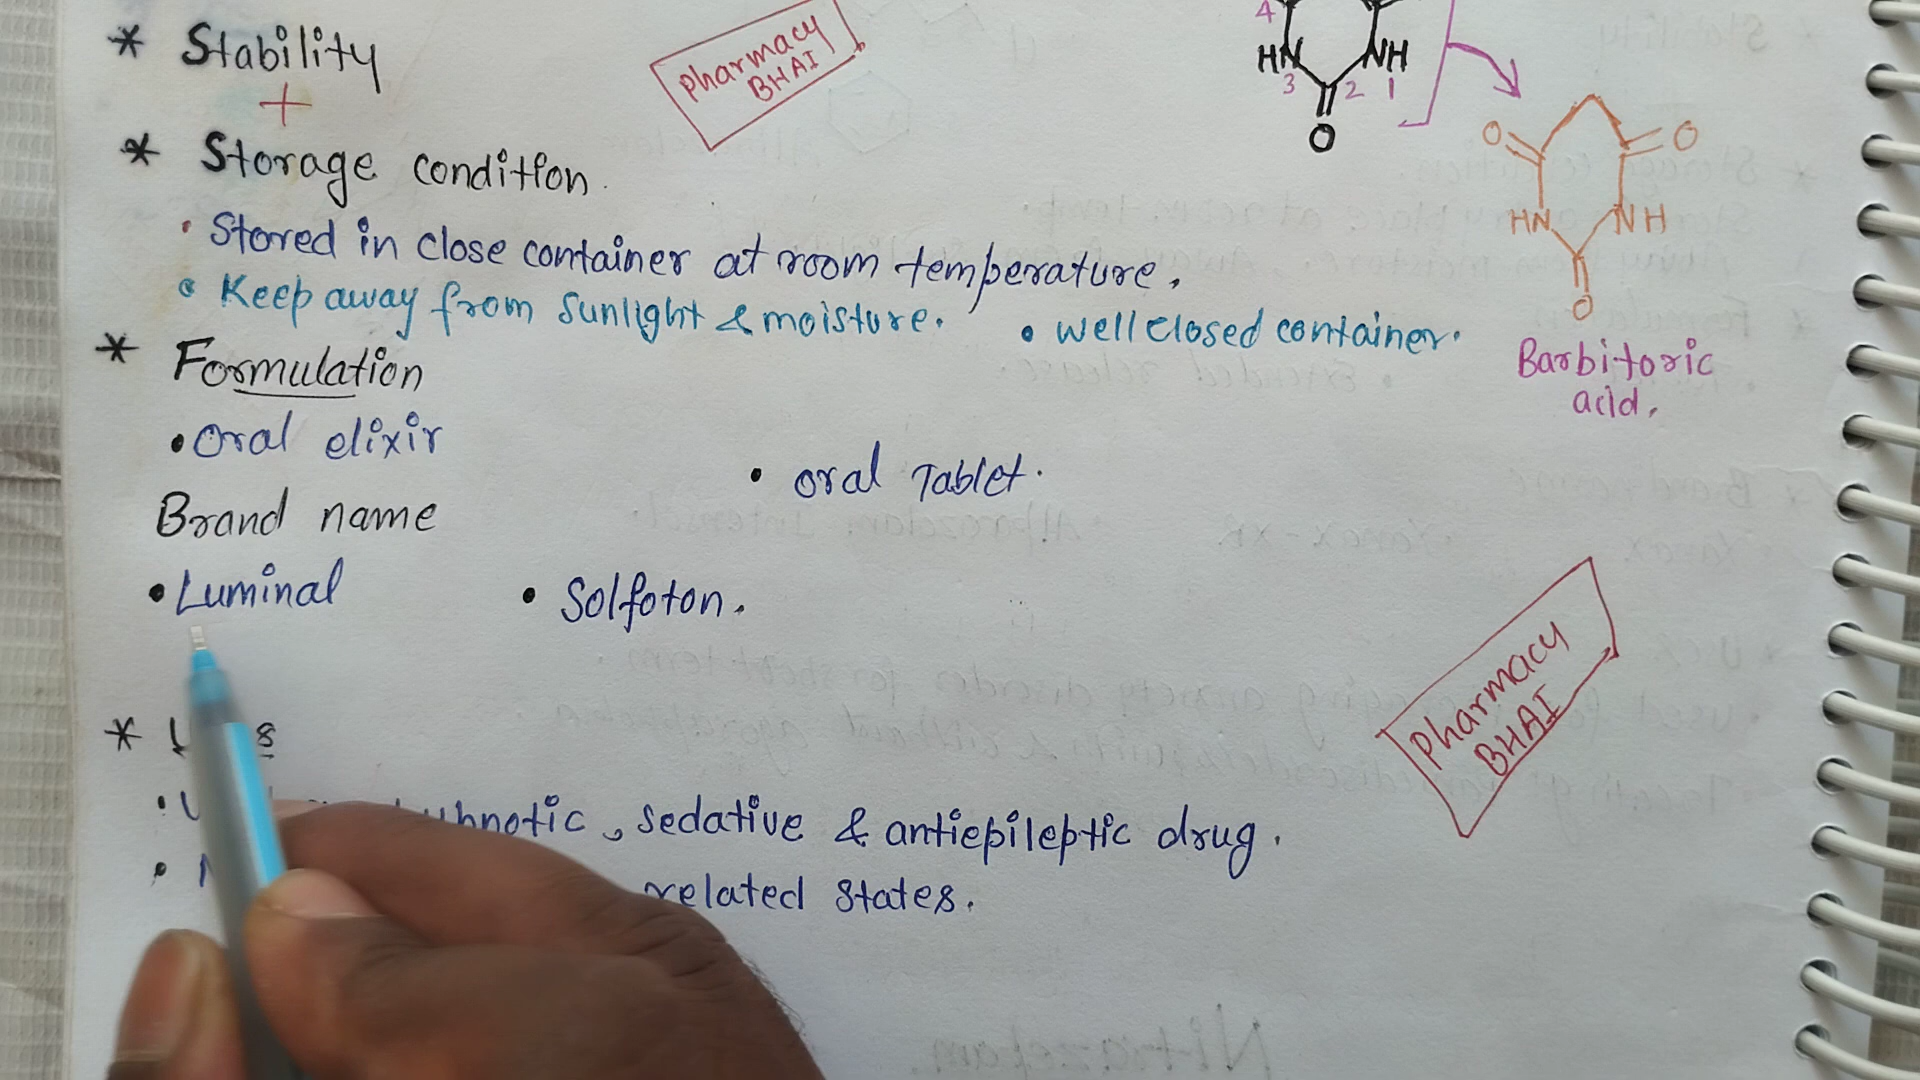 * Stability
+
* Storage condition.
• Stored in close container at room temperature.
• Keep away from sunlight & moisture. • well closed container.
* Formulation
• Oral elixir
• oral Tablet.
Brand name
• Luminal • Solfoton.
*
hypnotic, sedative & antiepileptic drug.
related states.
Pharmacy
BHAI
4
HN NH
3 2 1
O
O O
HN NH
O
Barbitoric
acid.
Pharmacy
BHAI